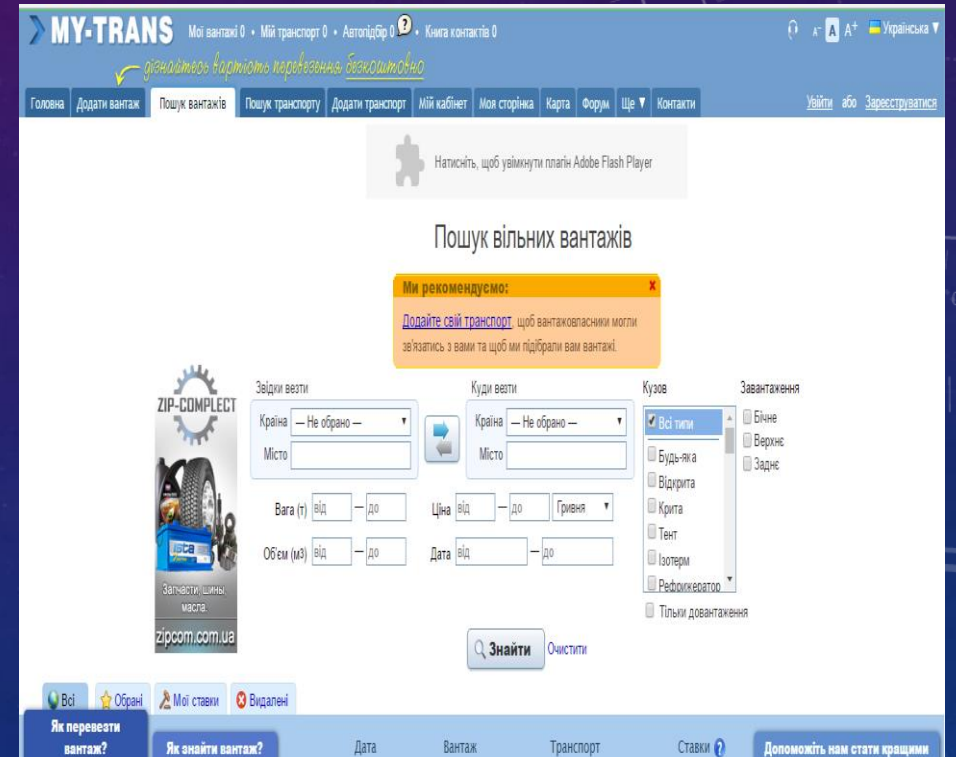 MY-TRANS Мої вантажі 0 • Мій транспорт 0 • Автопідбір 0 ? • Книга контактів 0 A- A A+ Українська ▼
дізнайтесь вартість перевезення безкоштовно
Головна Додати вантаж Пошук вантажів Пошук транспорту Додати транспорт Мій кабінет Моя сторінка Карта Форум Ще ▼ Контакти Увійти або Зареєструватися
Натисніть, щоб увімкнути плагін Adobe Flash Player
Пошук вільних вантажів
Ми рекомендуємо: x
Додайте свій транспорт, щоб вантажовласники могли
зв'язатись з вами та щоб ми підібрали вам вантажі.
ZIP-COMPLECT
ista
Запчасти, шины,
масла.
zipcom.com.ua
Звідки везти Куди везти Кузов Завантаження
Країна — Не обрано — Країна — Не обрано — Всі типи Бічне
Місто Місто Будь-яка Верхнє
Відкрита Заднє
Вага (т) від — до Ціна від — до Гривня Крита
Тент
Об'єм (м3) від — до Дата від — до Ізотерм
Рефрижератор
Тільки довантаження
Знайти Очистити
Всі Обрані Мої ставки Видалені
Як перевезти
вантаж? Як знайти вантаж? Дата Вантаж Транспорт Ставки ? Допоможіть нам стати кращими